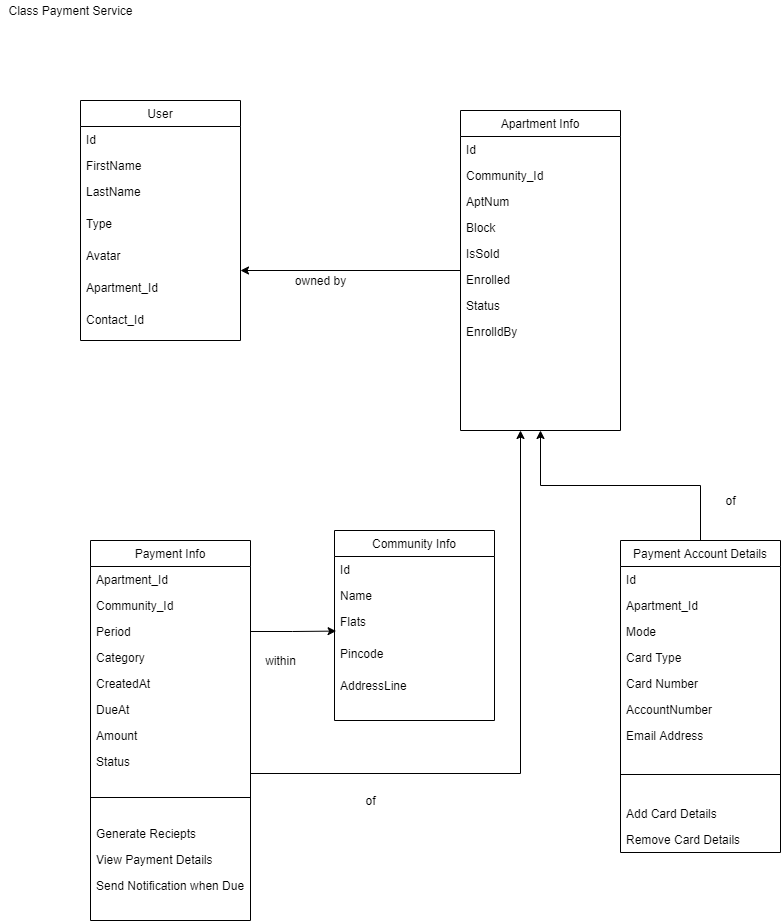 Class Payment Service
User
Id
FirstName
LastName
Type
Avatar
Apartment_Id
Contact_Id
owned by
Apartment Info
Id
Community_Id
AptNum
Block
IsSold
Enrolled
Status
EnrolldBy
Payment Info
Apartment_Id
Community_Id
Period
Category
CreatedAt
DueAt
Amount
Status
Generate Reciepts
View Payment Details
Send Notification when Due
within
of
Community Info
Id
Name
Flats
Pincode
AddressLine
of
Payment Account Details
Id
Apartment_Id
Mode
Card Type
Card Number
AccountNumber
Email Address
Add Card Details
Remove Card Details